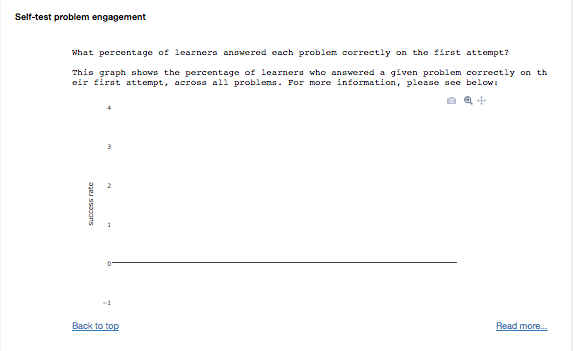 Self-test problem engagement
What percentage of learners answered each problem correctly on the first attempt?
This graph shows the percentage of learners who answered a given problem correctly on th
eir first attempt, across all problems. For more information, please see below:
4
3
2
success rate
1
0
−1
Back to top
Read more...